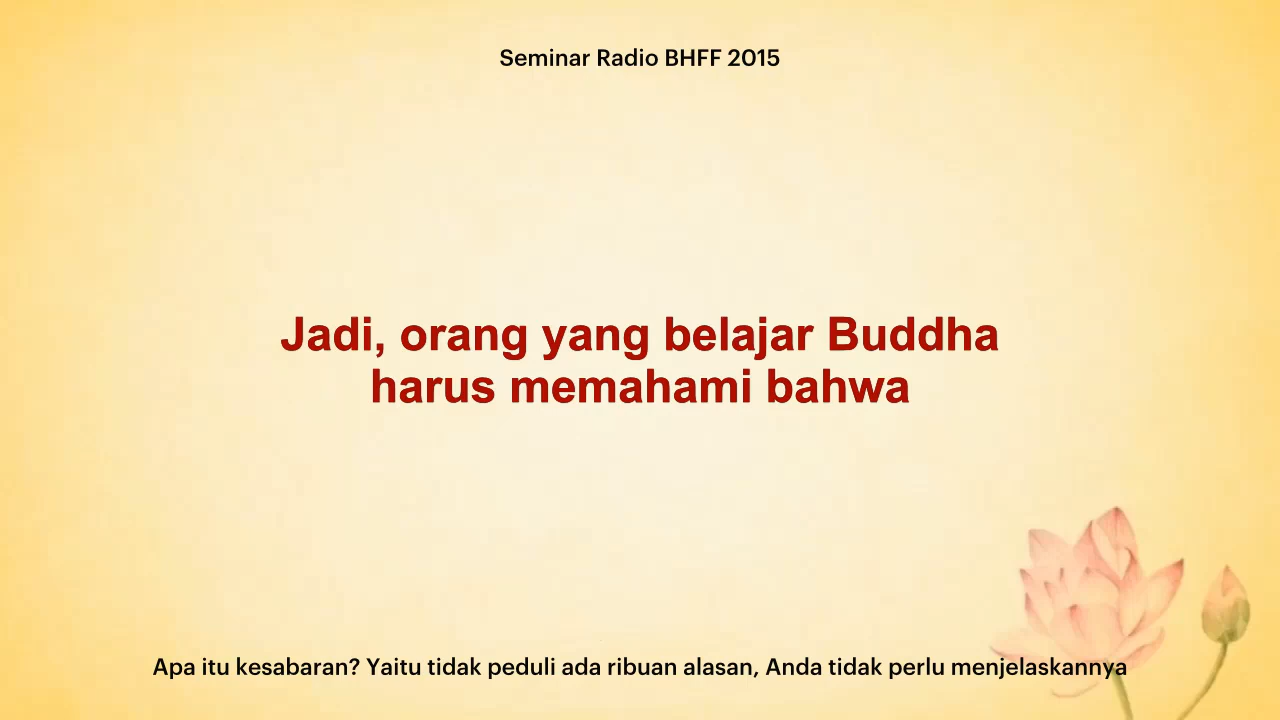 Seminar Radio BHFF 2015
Jadi, orang yang belajar Buddha
harus memahami bahwa
Apa itu kesabaran? Yaitu tidak peduli ada ribuan alasan, Anda tidak perlu menjelaskannya